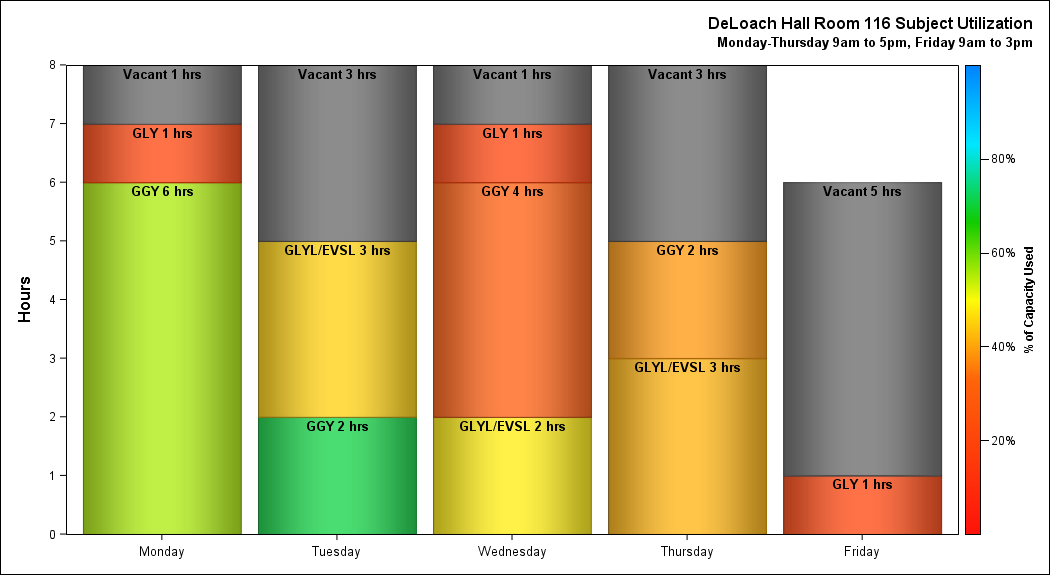 DeLoach Hall Room 116 Subject Utilization
Monday-Thursday 9am to 5pm, Friday 9am to 3pm
Hours
8
7
6
5
4
3
2
1
0
Vacant 1 hrs
GLY 1 hrs
GGY 6 hrs
Monday
Vacant 3 hrs
GLYL/EVSL 3 hrs
GGY 2 hrs
Tuesday
Vacant 1 hrs
GLY 1 hrs
GGY 4 hrs
GLYL/EVSL 2 hrs
Wednesday
Vacant 3 hrs
GGY 2 hrs
GLYL/EVSL 3 hrs
Thursday
Vacant 5 hrs
GLY 1 hrs
Friday
80%
60%
40%
20%
% of Capacity Used